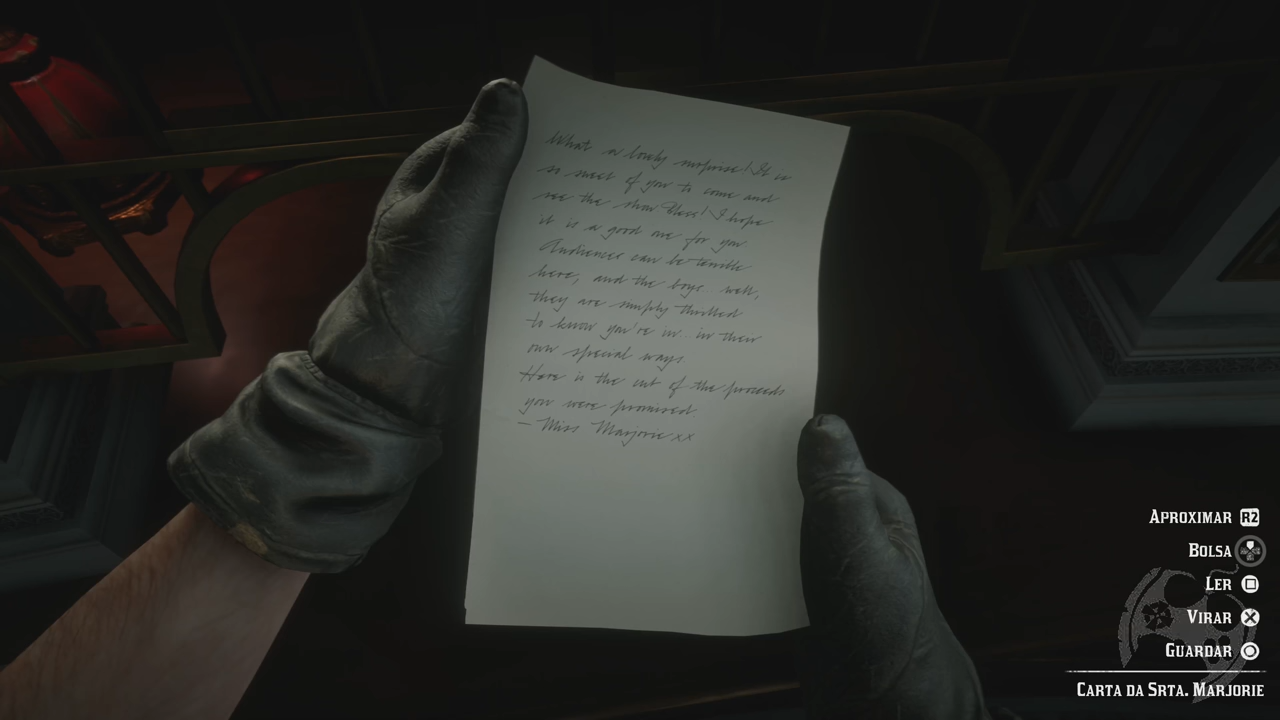 What a lovely surprise! It is
so sweet of you to come and
see the show. Bless! I hope
it is a good one for you.
Audiences can be terrible
here, and the boys.. well,
they are simply thrilled
to know you're in.. in their
own special ways.
Here is the cut of the proceeds
you were promised.
- Miss Marjorie xx
APROXIMAR R2
BOLSA
LER
VIRAR
GUARDAR
CARTA DA SRTA. MARJORIE